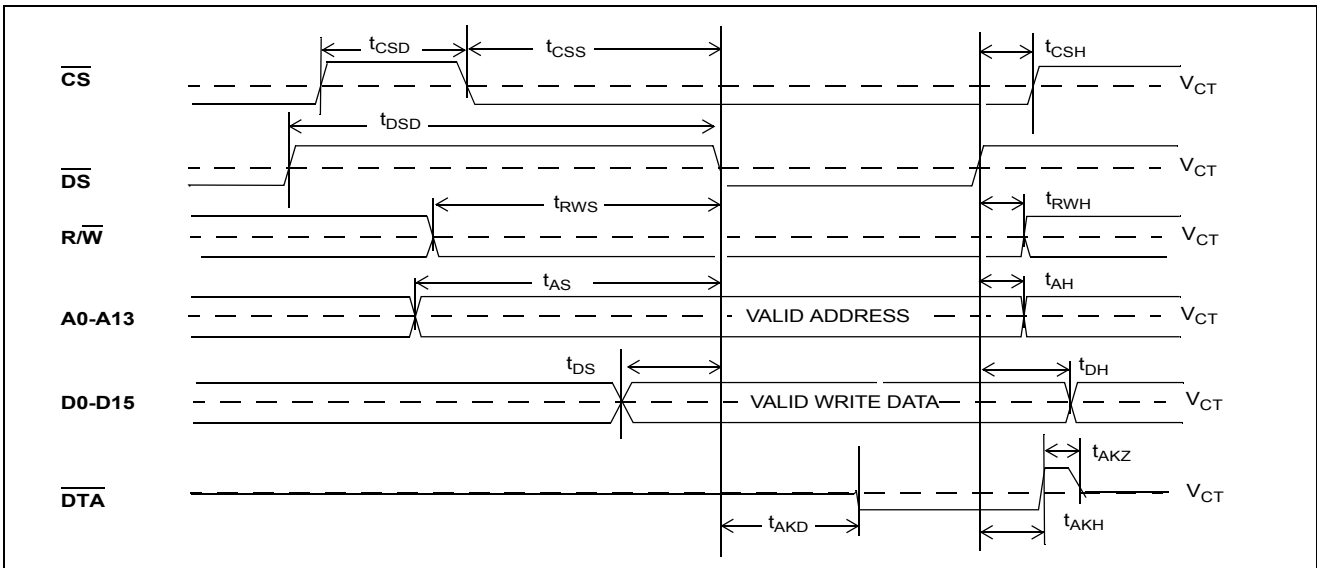 tCSD
tCSS
tCSH
CS
VCT
tDSD
DS
VCT
tRWS
tRWH
R/W
VCT
tAS
tAH
A0-A13
VALID ADDRESS
VCT
tDS
tDH
D0-D15
VALID WRITE DATA
VCT
tAKZ
DTA
VCT
tAKD
tAKH